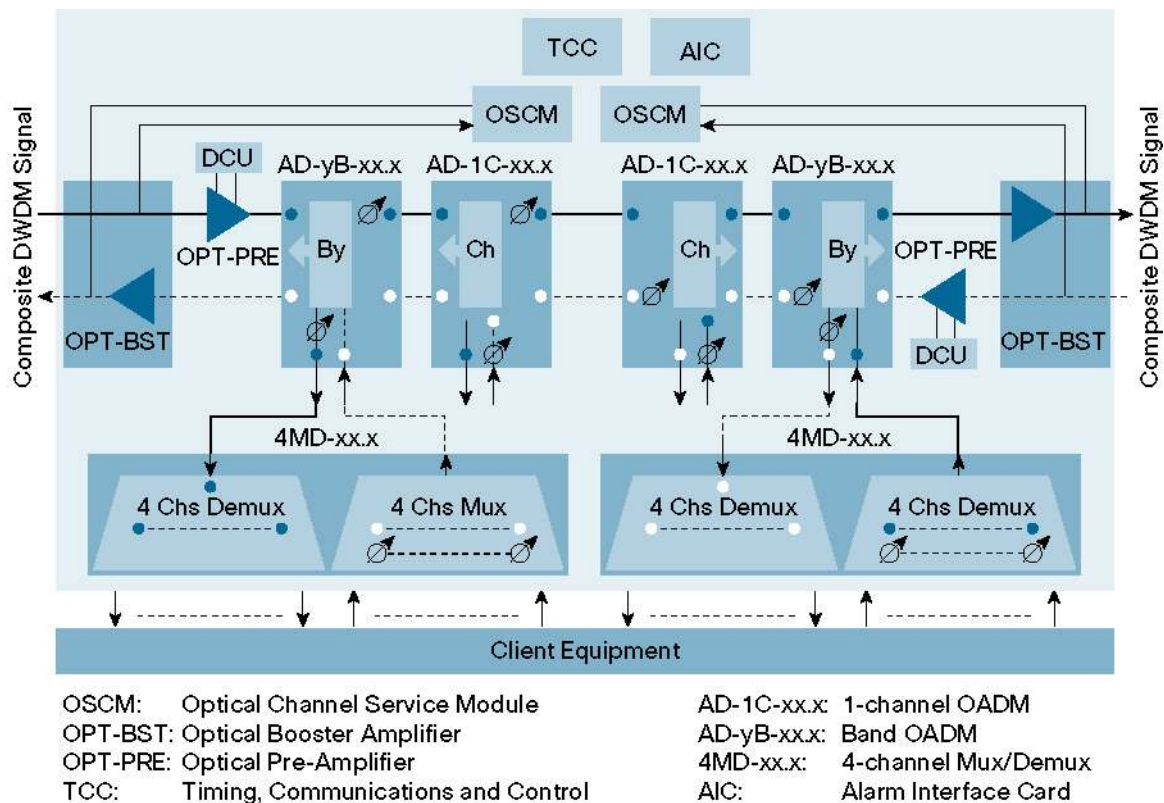 TCC
AIC
OSCM
OSCM
Composite DWDM Signal
Composite DWDM Signal
DCU
AD-yB-xx.x
AD-1C-xx.x
AD-1C-xx.x
AD-yB-xx.x
By
Ch
Ch
By
OPT-PRE
OPT-PRE
OPT-BST
DCU
OPT-BST
4MD-xx.x
4MD-xx.x
4 Chs Demux
4 Chs Mux
4 Chs Demux
4 Chs Demux
Client Equipment
OSCM: Optical Channel Service Module
OPT-BST: Optical Booster Amplifier
OPT-PRE: Optical Pre-Amplifier
TCC: Timing, Communications and Control
AD-1C-xx.x: 1-channel OADM
AD-yB-xx.x: Band OADM
4MD-xx.x: 4-channel Mux/Demux
AIC: Alarm Interface Card